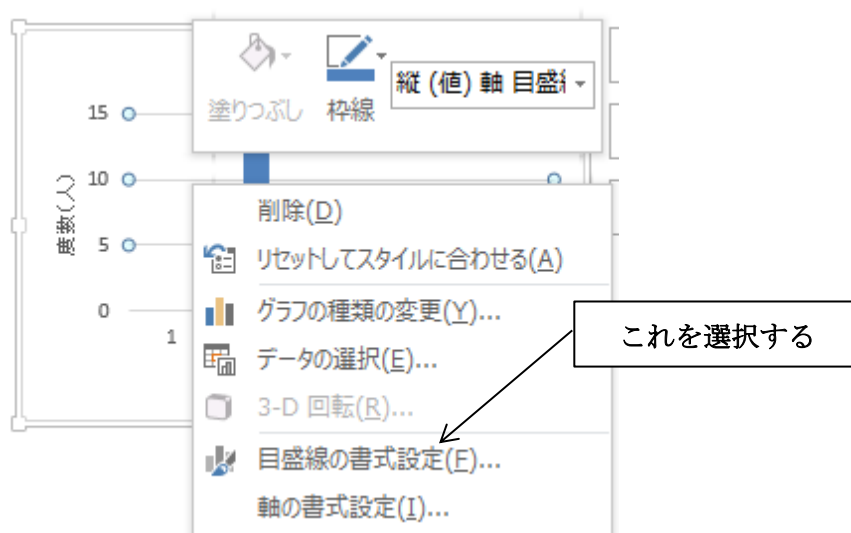 縦 (値) 軸 目盛
塗りつぶし 枠線
15
10
5
0
1
度数(人)
削除(D)
リセットしてスタイルに合わせる(A)
グラフの種類の変更(Y)...
データの選択(E)...
3-D 回転(R)...
目盛線の書式設定(F)...
軸の書式設定(I)...
これを選択する